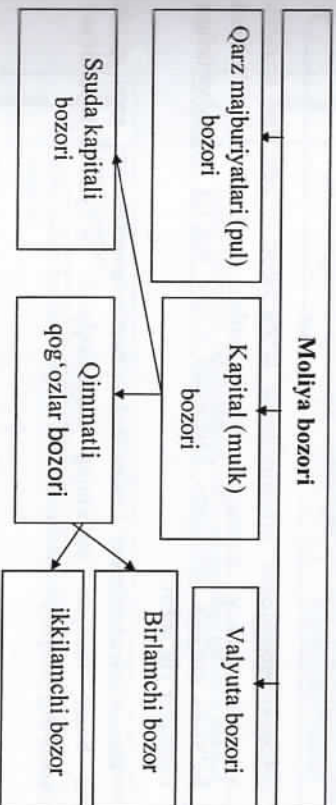 Moliya bozori
Qarz majburiyatlari (pul)
bozori
Kapital (mulk)
bozori
Valyuta bozori
Ssuda kapitali
bozori
Qimmatli
qog‘ozlar bozori
Birlamchi bozor
ikkilamchi bozor